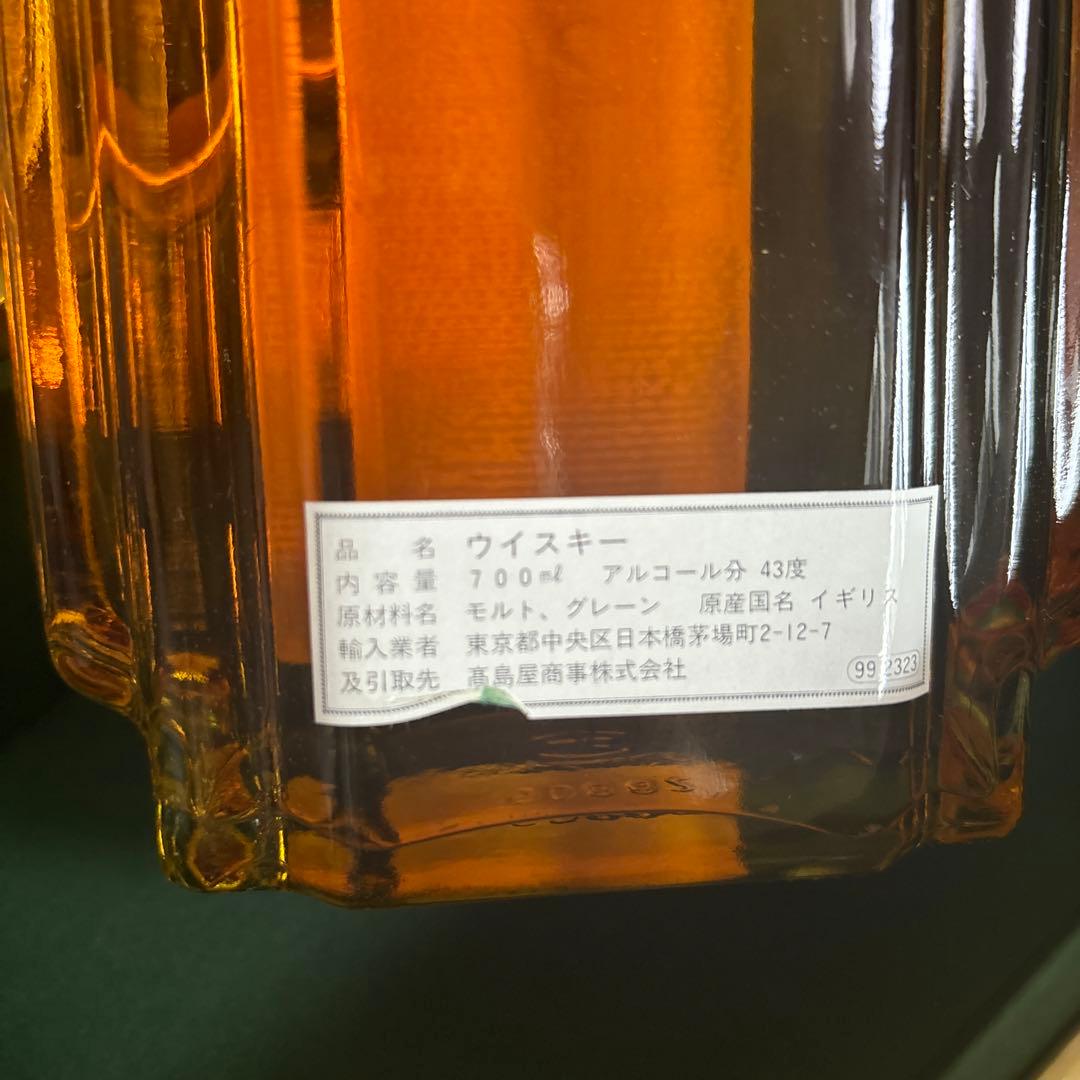 品名 ウイスキー
内容量 700ml アルコール分 43度
原材料名 モルト、グレーン 原産国名 イギリス
輸入業者 東京都中央区日本橋茅場町2-12-7
及引取先 髙島屋商事株式会社
99 2323